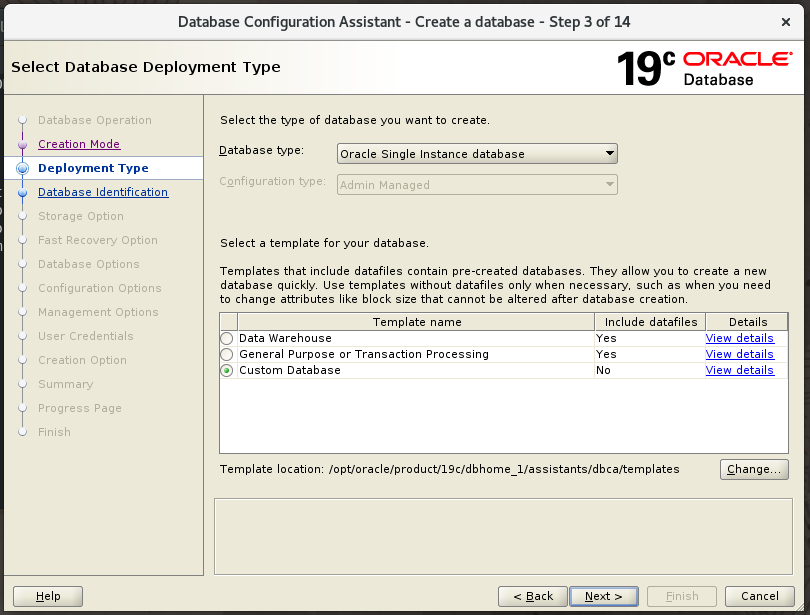 Database Configuration Assistant - Create a database - Step 3 of 14
×
Select Database Deployment Type
19c ORACLE
Database
Database Operation
Creation Mode
Deployment Type
Database Identification
Storage Option
Fast Recovery Option
Database Options
Configuration Options
Management Options
User Credentials
Creation Option
Summary
Progress Page
Finish
Select the type of database you want to create.
Database type: Oracle Single Instance database
Configuration type: Admin Managed
Select a template for your database.
Templates that include datafiles contain pre-created databases. They allow you to create a new
database quickly. Use templates without datafiles only when necessary, such as when you need
to change attributes like block size that cannot be altered after database creation.
Template name Include datafiles Details
Data Warehouse Yes View details
General Purpose or Transaction Processing Yes View details
Custom Database No View details
Template location: /opt/oracle/product/19c/dbhome_1/assistants/dbca/templates Change...
Help < Back Next > Finish Cancel